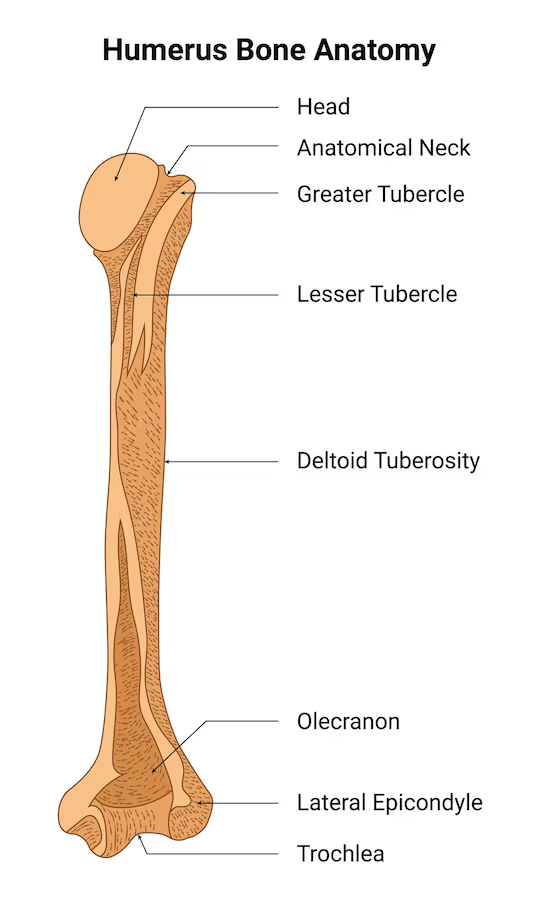 Humerus Bone Anatomy
Head
Anatomical Neck
Greater Tubercle
Lesser Tubercle
Deltoid Tuberosity
Olecranon
Lateral Epicondyle
Trochlea